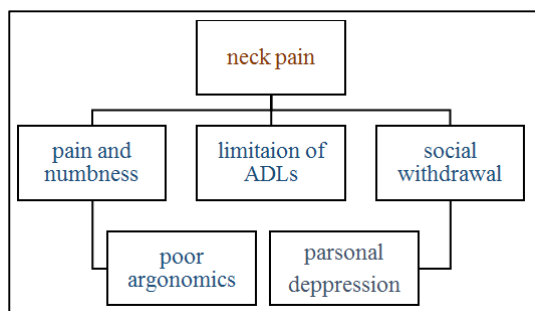 neck pain
pain and
numbness
limitaion of
ADLs
social
withdrawal
poor
argonomics
parsonal
deppression